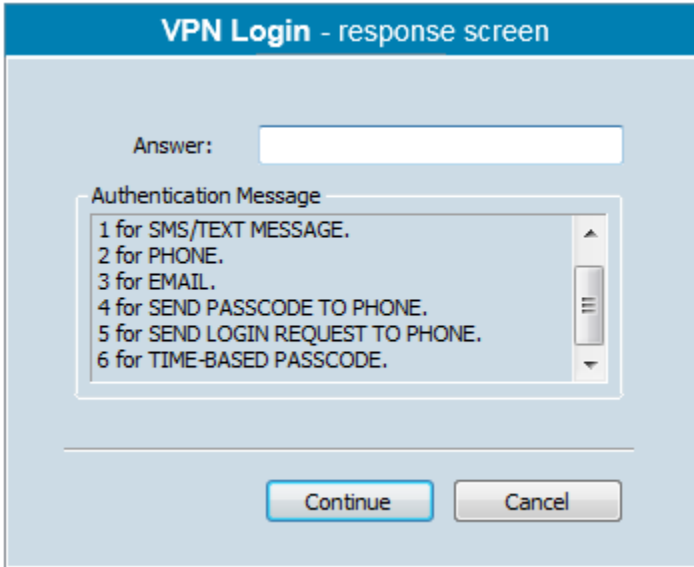 VPN Login - response screen
Answer:
Authentication Message
1 for SMS/TEXT MESSAGE.
2 for PHONE.
3 for EMAIL.
4 for SEND PASSCODE TO PHONE.
5 for SEND LOGIN REQUEST TO PHONE.
6 for TIME-BASED PASSCODE.
Continue Cancel